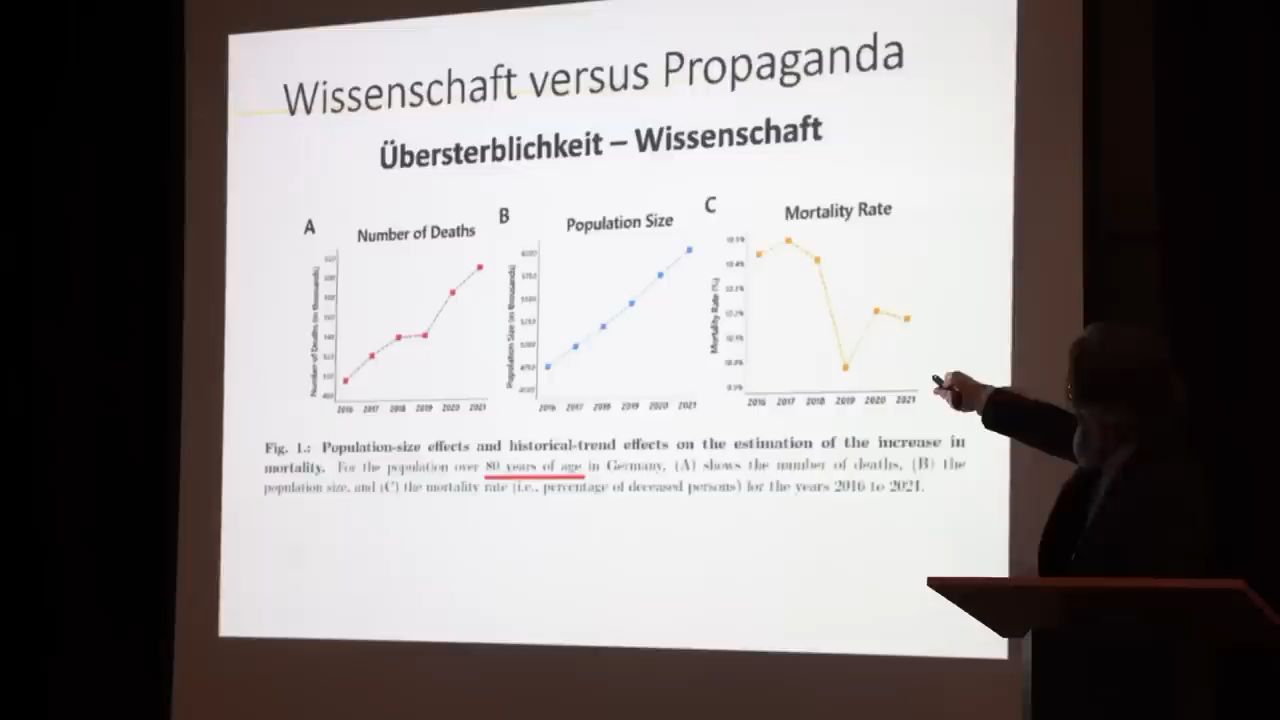 Wissenschaft versus Propaganda
Übersterblichkeit – Wissenschaft
A
Number of Deaths
B
Population Size
C
Mortality Rate
Number of Deaths (in thousands)
Population Size (in thousands)
Mortality Rate (%)
2016 2017 2018 2019 2020 2021
2016 2017 2018 2019 2020 2021
2016 2017 2018 2019 2020 2021
Fig. 1.: Population-size effects and historical-trend effects on the estimation of the increase in
mortality. For the population over 80 years of age in Germany, (A) shows the number of deaths, (B) the
population size, and (C) the mortality rate (i.e., percentage of deceased persons) for the years 2016 to 2021.